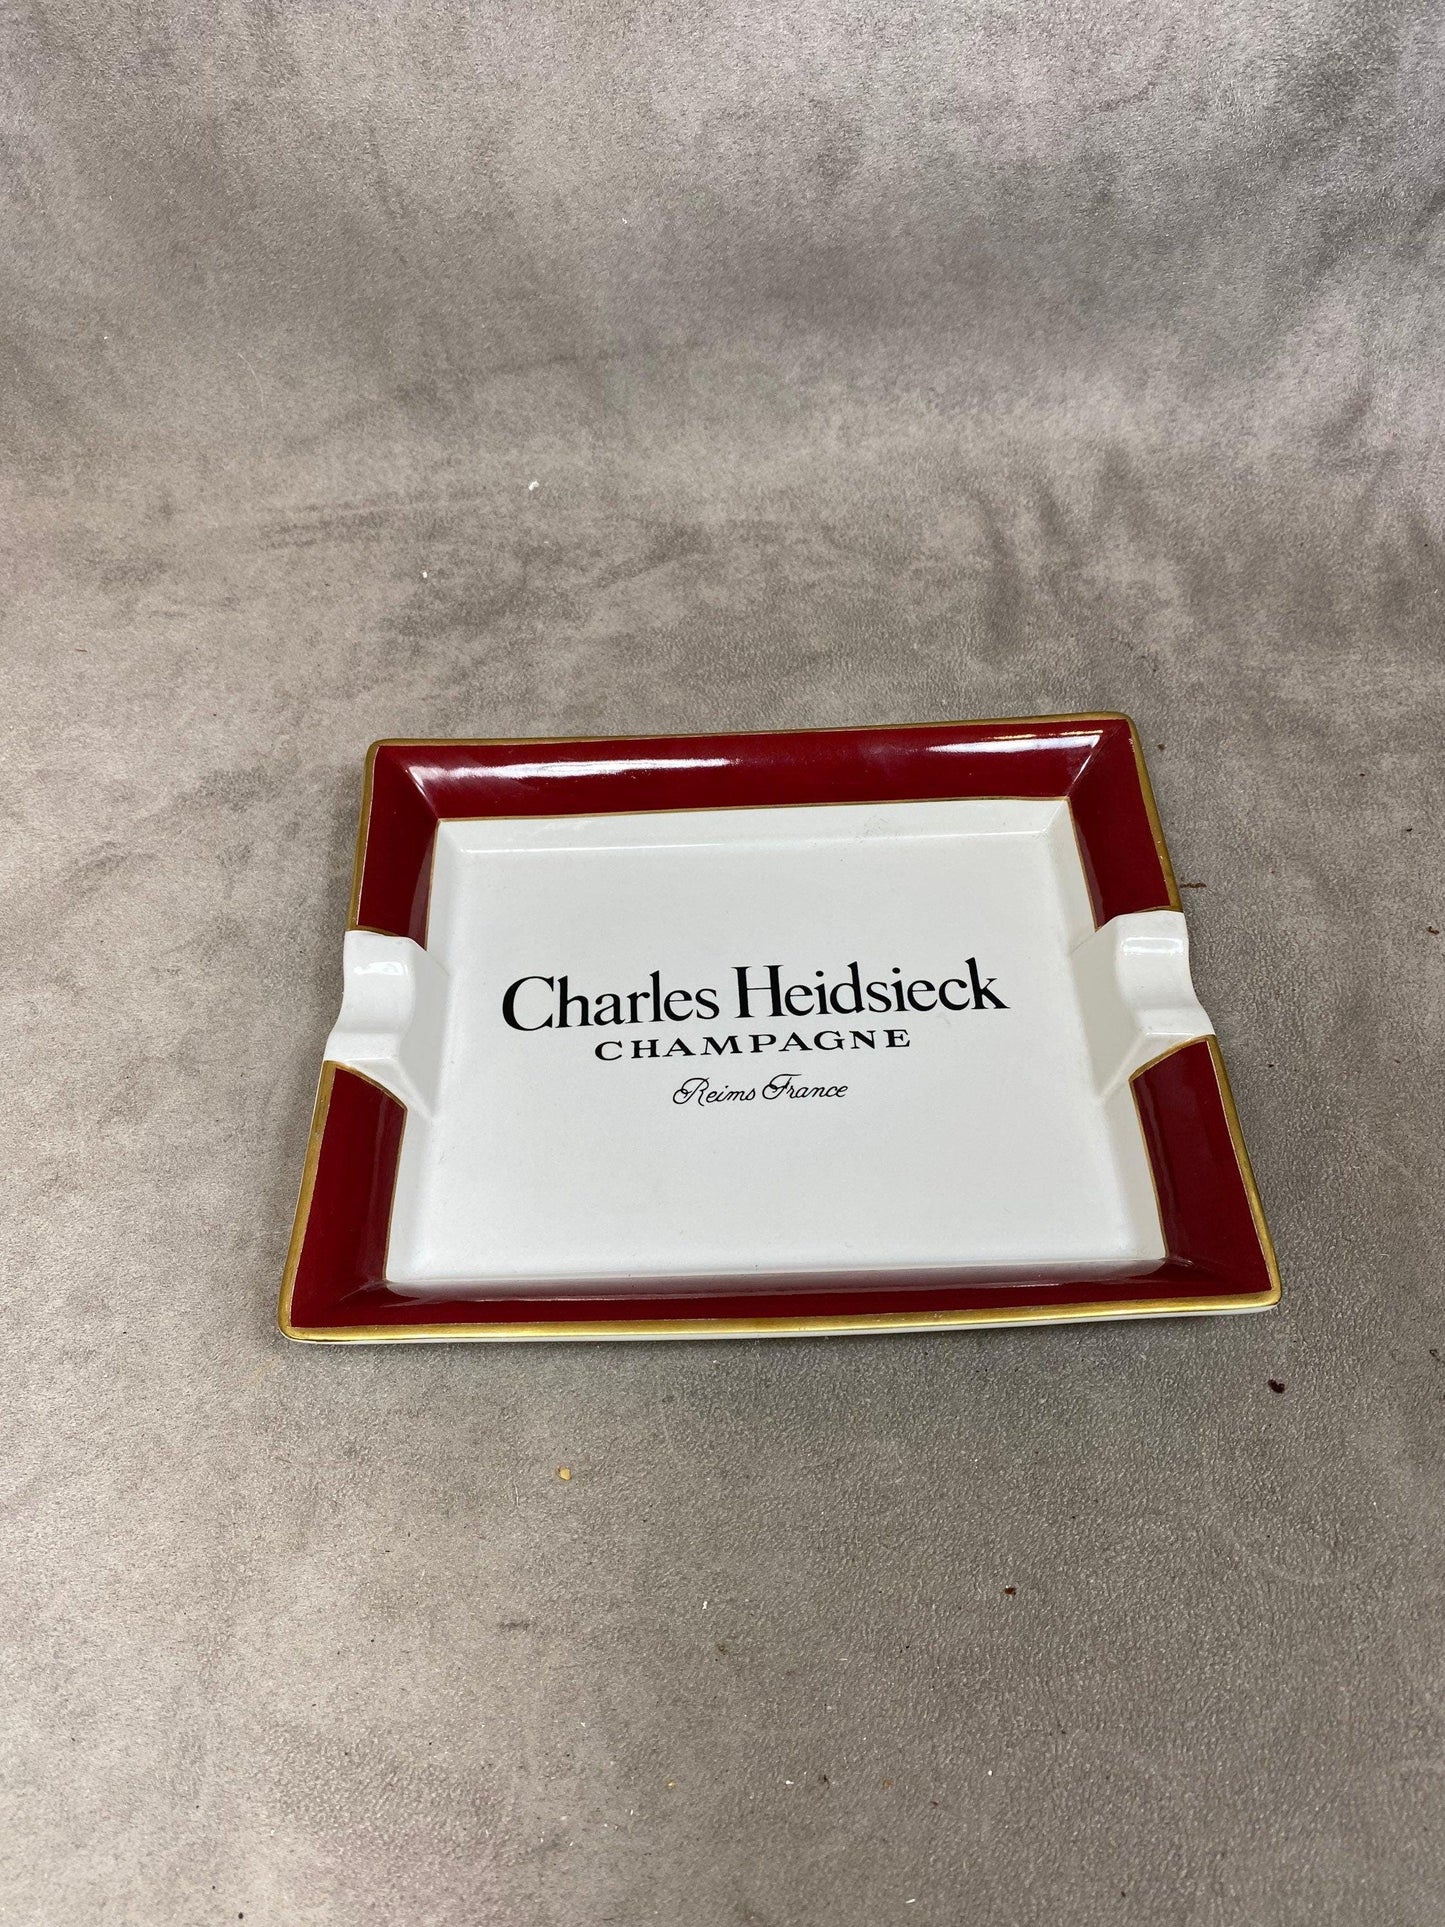 Charles Heidsieck
CHAMPAGNE
Reims France